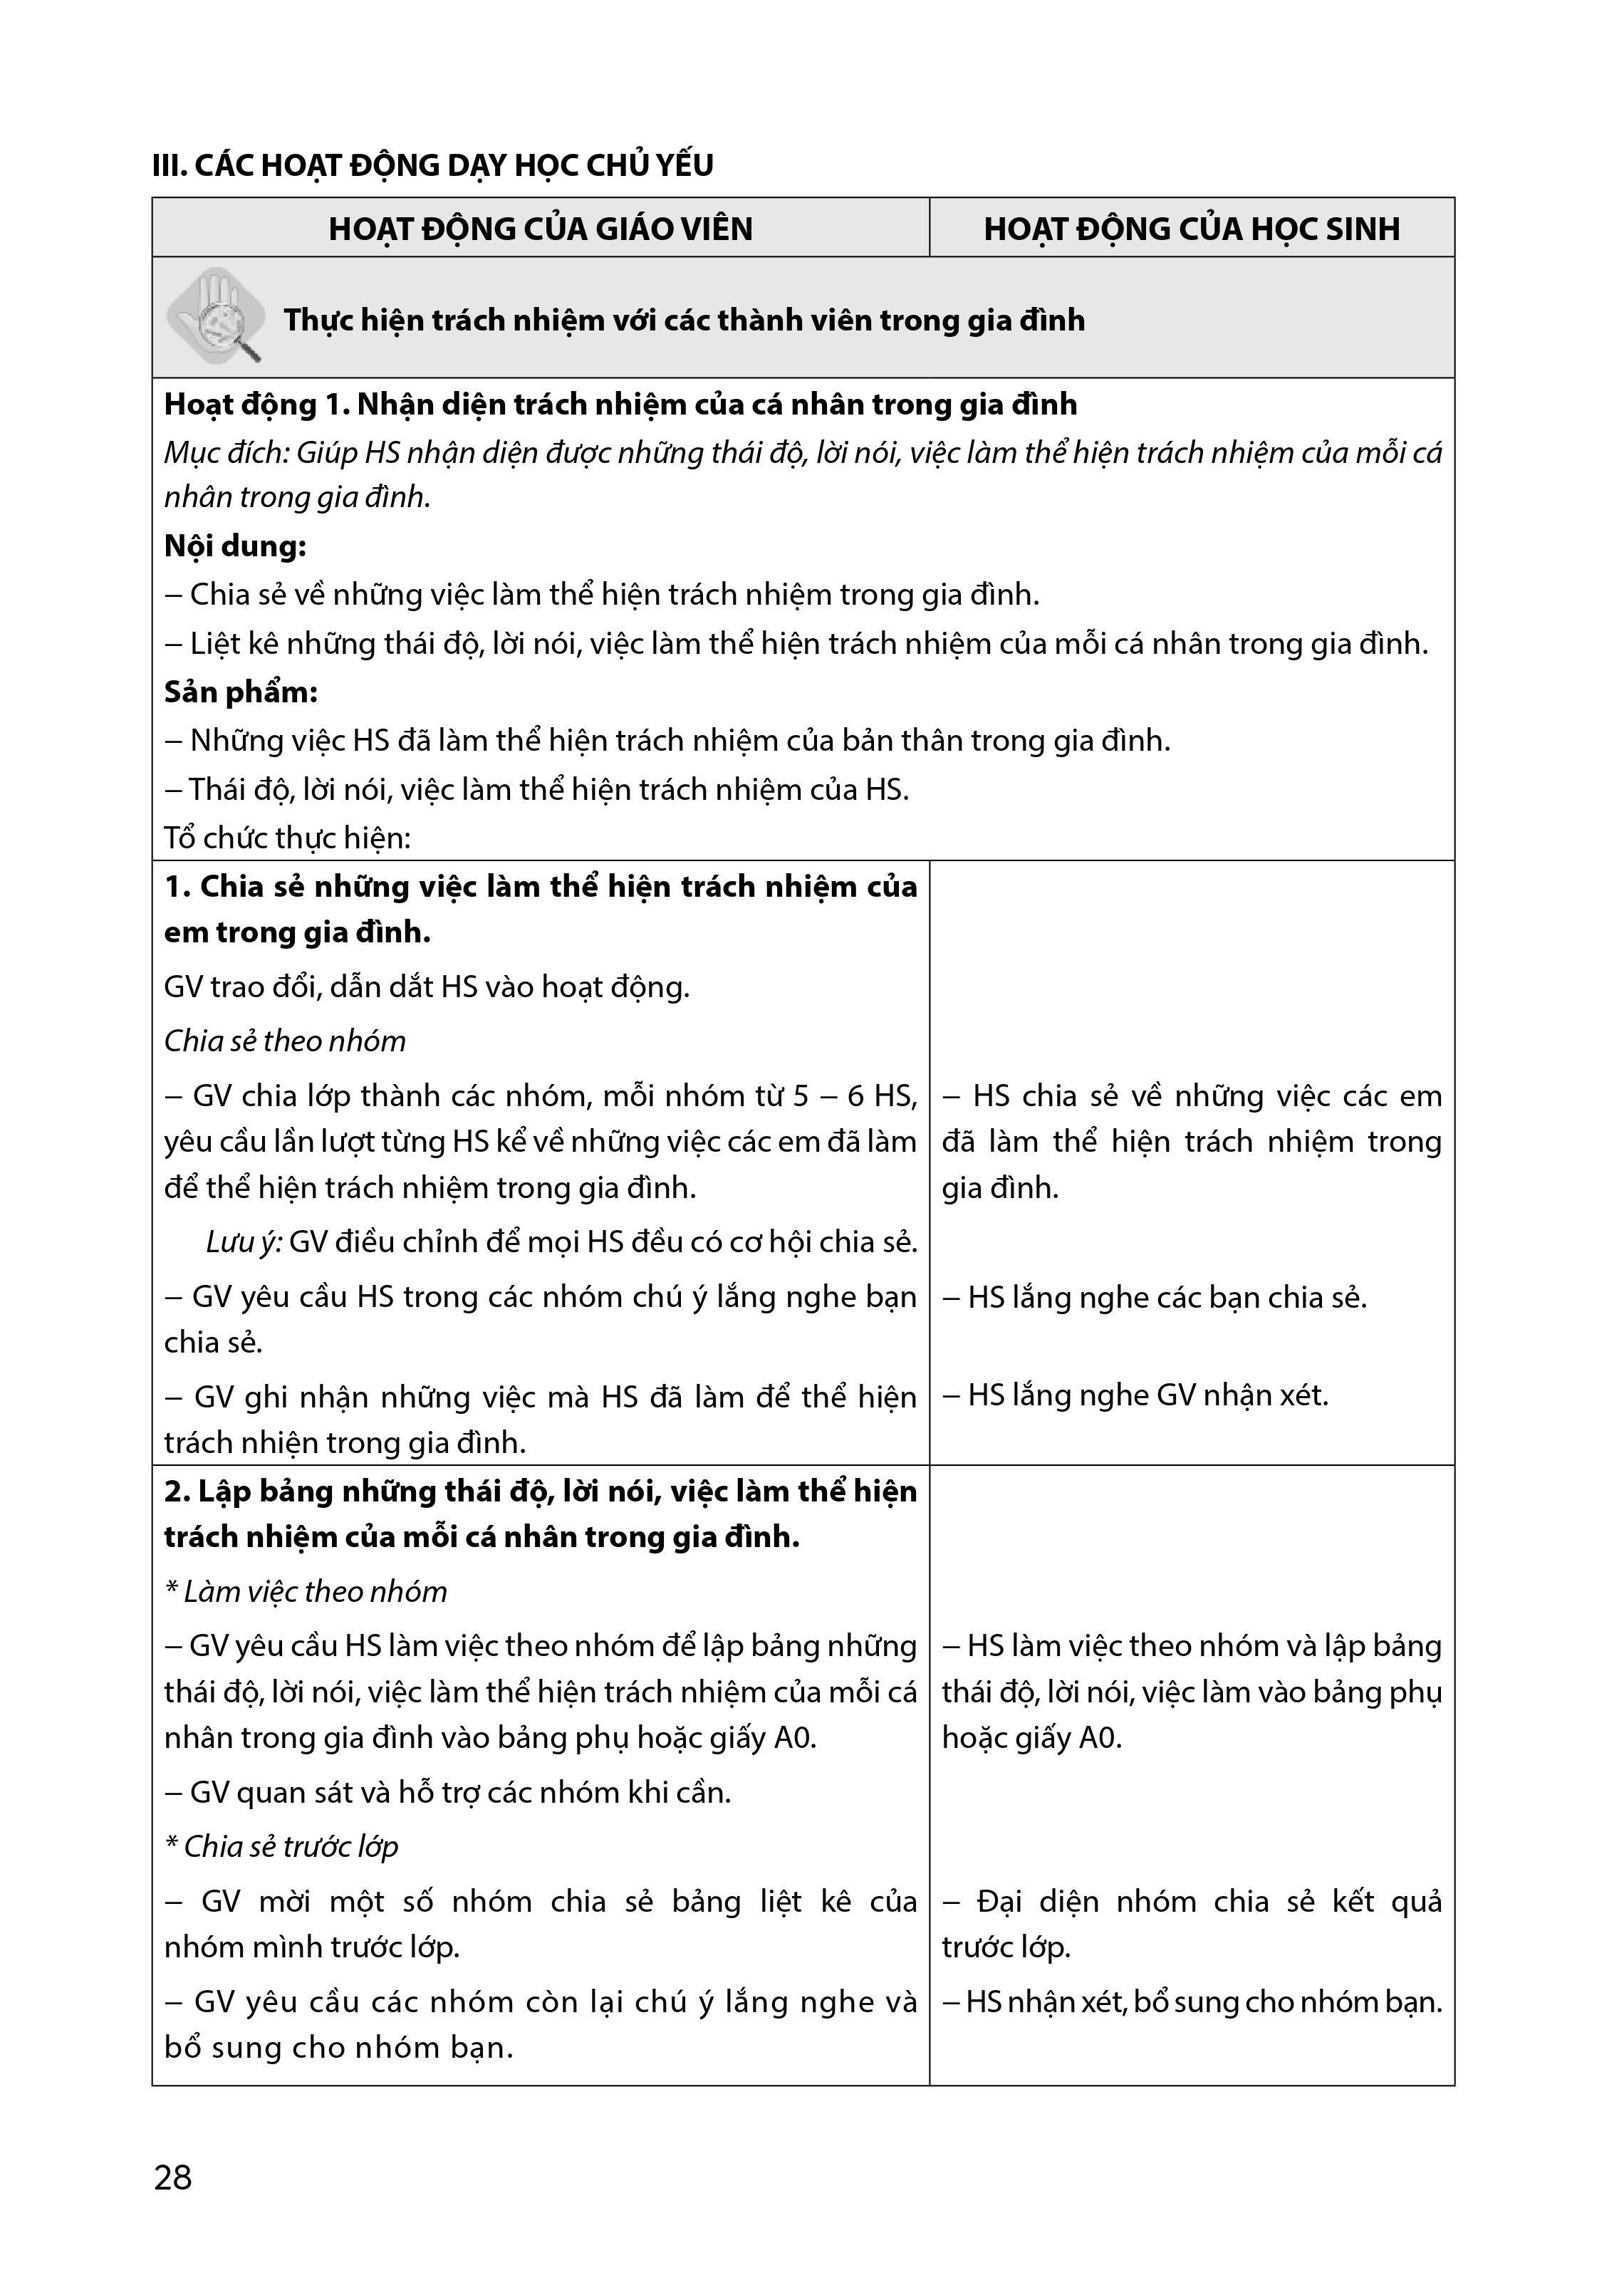 III. CÁC HOẠT ĐỘNG DẠY HỌC CHỦ YẾU
HOẠT ĐỘNG CỦA GIÁO VIÊN
HOẠT ĐỘNG CỦA HỌC SINH
Thực hiện trách nhiệm với các thành viên trong gia đình
Hoạt động 1. Nhận diện trách nhiệm của cá nhân trong gia đình
Mục đích: Giúp HS nhận diện được những thái độ, lời nói, việc làm thể hiện trách nhiệm của mỗi cá
nhân trong gia đình.
Nội dung:
– Chia sẻ về những việc làm thể hiện trách nhiệm trong gia đình.
– Liệt kê những thái độ, lời nói, việc làm thể hiện trách nhiệm của mỗi cá nhân trong gia đình.
Sản phẩm:
– Những việc HS đã làm thể hiện trách nhiệm của bản thân trong gia đình.
– Thái độ, lời nói, việc làm thể hiện trách nhiệm của HS.
Tổ chức thực hiện:
1. Chia sẻ những việc làm thể hiện trách nhiệm của
em trong gia đình.
GV trao đổi, dẫn dắt HS vào hoạt động.
Chia sẻ theo nhóm
– GV chia lớp thành các nhóm, mỗi nhóm từ 5 – 6 HS,
yêu cầu lần lượt từng HS kể về những việc các em đã làm
để thể hiện trách nhiệm trong gia đình.
Lưu ý: GV điều chỉnh để mọi HS đều có cơ hội chia sẻ.
– GV yêu cầu HS trong các nhóm chú ý lắng nghe bạn
chia sẻ.
– GV ghi nhận những việc mà HS đã làm để thể hiện
trách nhiện trong gia đình.
– HS chia sẻ về những việc các em
đã làm thể hiện trách nhiệm trong
gia đình.
– HS lắng nghe các bạn chia sẻ.
– HS lắng nghe GV nhận xét.
2. Lập bảng những thái độ, lời nói, việc làm thể hiện
trách nhiệm của mỗi cá nhân trong gia đình.
* Làm việc theo nhóm
– GV yêu cầu HS làm việc theo nhóm để lập bảng những
thái độ, lời nói, việc làm thể hiện trách nhiệm của mỗi cá
nhân trong gia đình vào bảng phụ hoặc giấy A0.
– GV quan sát và hỗ trợ các nhóm khi cần.
* Chia sẻ trước lớp
– GV mời một số nhóm chia sẻ bảng liệt kê của
nhóm mình trước lớp.
– GV yêu cầu các nhóm còn lại chú ý lắng nghe và
bổ sung cho nhóm bạn.
– HS làm việc theo nhóm và lập bảng
thái độ, lời nói, việc làm vào bảng phụ
hoặc giấy A0.
– Đại diện nhóm chia sẻ kết quả
trước lớp.
– HS nhận xét, bổ sung cho nhóm bạn.
28